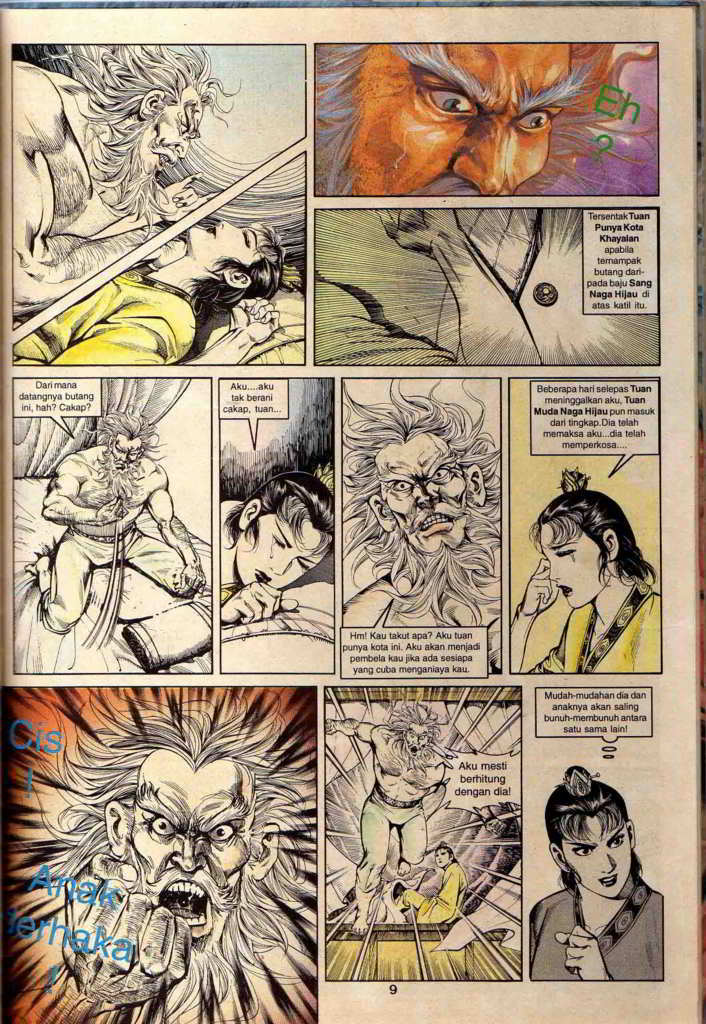 Eh
?
Tersentak Tuan
Punya Kota
Khayalan
apabila
ternampak
butang dari-
pada baju Sang
Naga Hijau di
atas katil itu.
Dari mana
datangnya butang
ini, hah? Cakap?
Aku....aku
tak berani
cakap, tuan...
Hm! Kau takut apa? Aku tuan
punya kota ini. Aku akan menjadi
pembela kau jika ada sesiapa
yang cuba menganiaya kau.
Beberapa hari selepas Tuan
meninggalkan aku, Tuan
Muda Naga Hijau pun masuk
dari tingkap.Dia telah
memaksa aku...dia telah
memperkosa....
Cis
!
Anak
derhaka
!
Aku mesti
berhitung
dengan dia!
Mudah-mudahan dia dan
anaknya akan saling
bunuh-membunuh antara
satu sama lain!
9